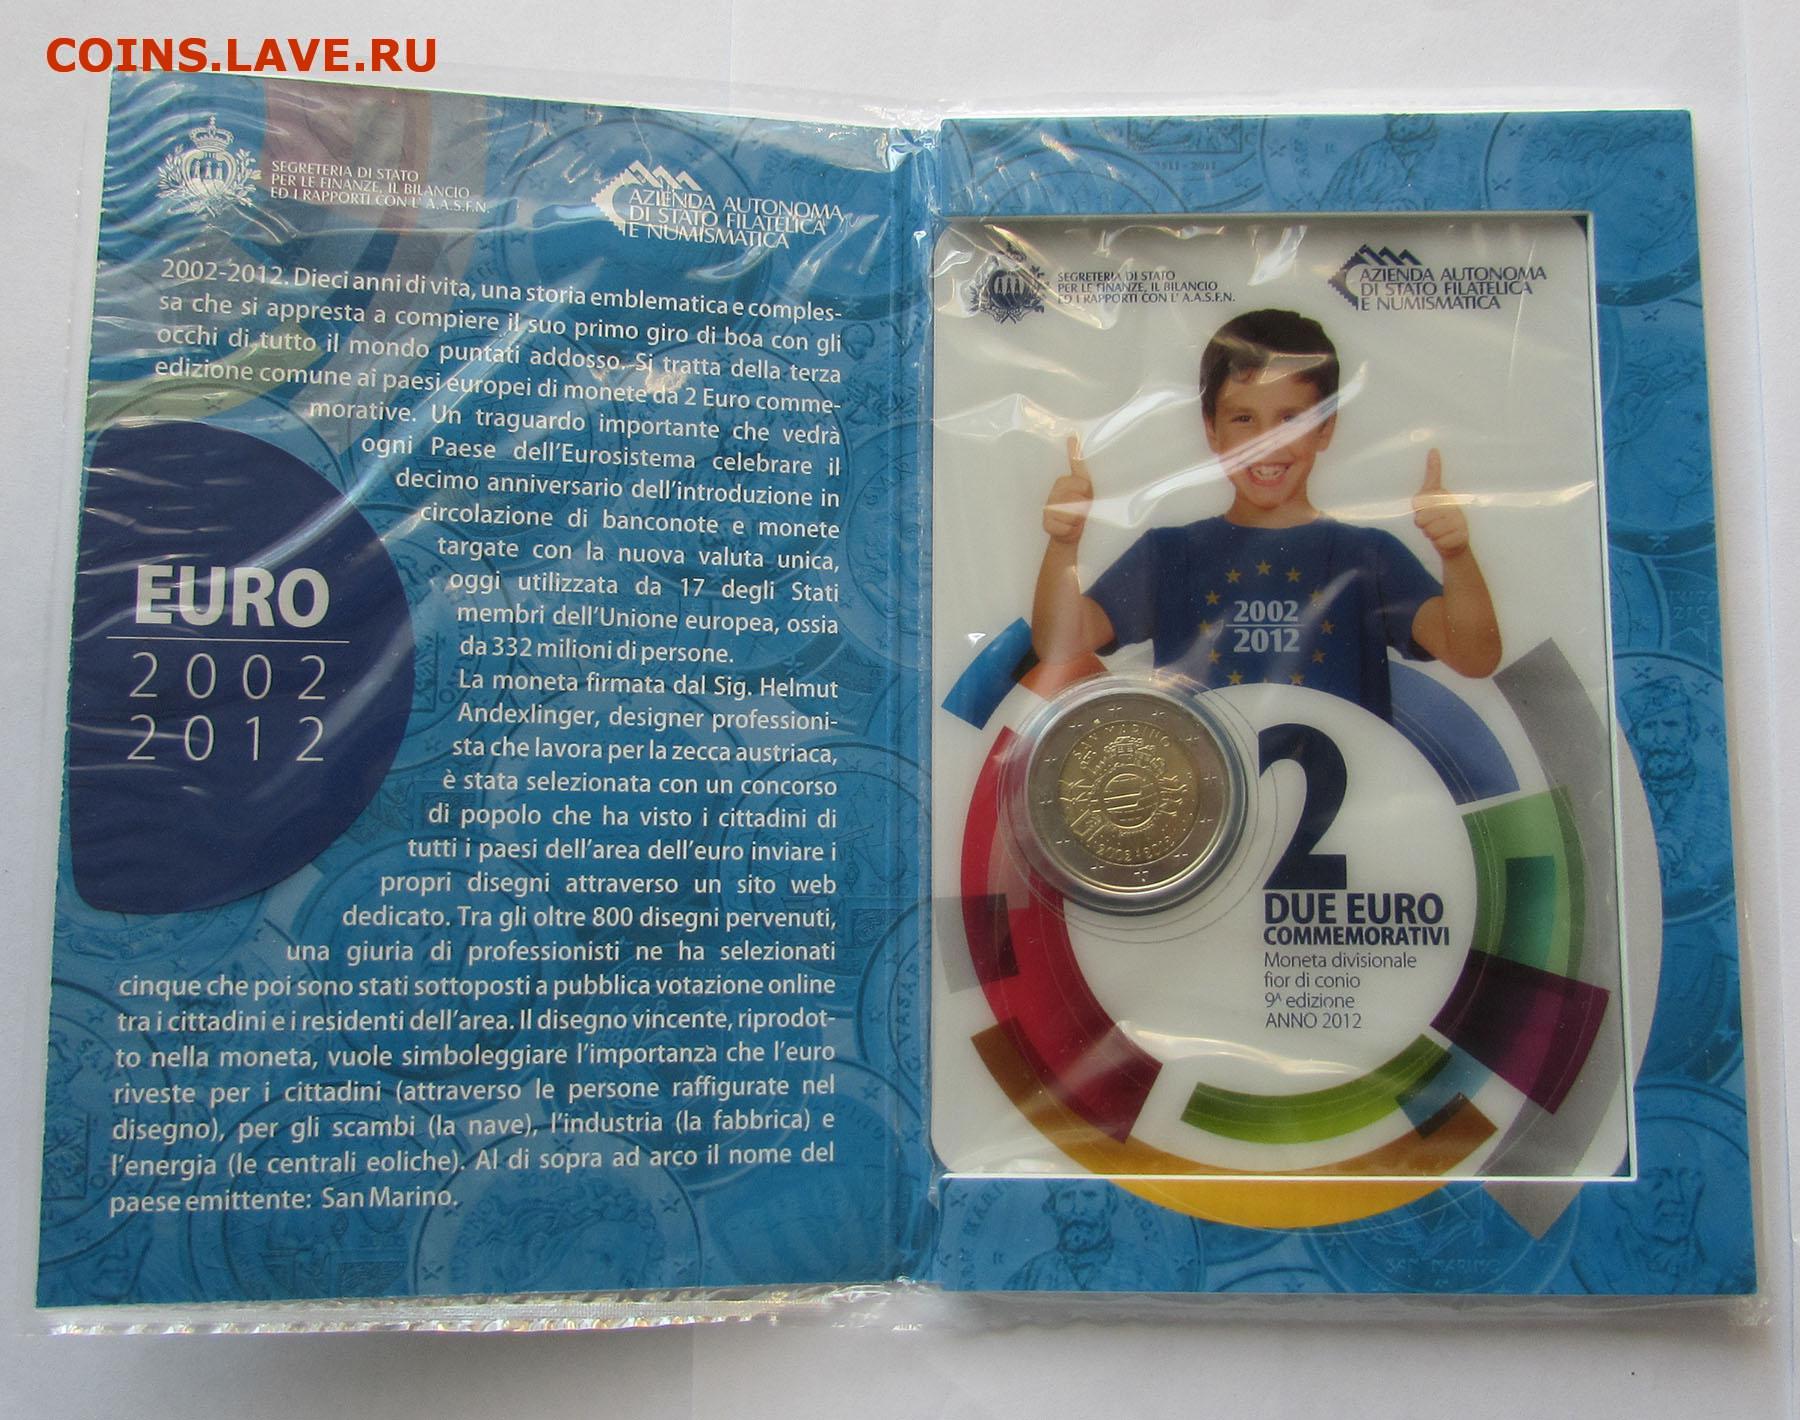 COINS.LAVE.RU
SEGRETERIA DI STATO
PER LE FINANZE, IL BILANCIO
ED I RAPPORTI CON L' A.A.S.F.N.
AZIENDA AUTONOMA
DI STATO FILATELICA
E NUMISMATICA
2002-2012. Dieci anni di vita, una storia emblematica e comples-
sa che si appresta a compiere il suo primo giro di boa con gli
occhi di tutto il mondo puntati addosso. Si tratta della terza
edizione comune ai paesi europei di monete da 2 Euro comme-
morative. Un traguardo importante che vedrà
ogni Paese dell'Eurosistema celebrare il
decimo anniversario dell'introduzione in
circolazione di banconote e monete
targate con la nuova valuta unica,
oggi utilizzata da 17 degli Stati
membri dell'Unione europea, ossia
da 332 milioni di persone.
La moneta firmata dal Sig. Helmut
Andexlinger, designer professioni-
sta che lavora per la zecca austriaca,
è stata selezionata con un concorso
di popolo che ha visto i cittadini di
tutti i paesi dell'area dell'euro inviare i
propri disegni attraverso un sito web
dedicato. Tra gli oltre 800 disegni pervenuti,
una giuria di professionisti ne ha selezionati
cinque che poi sono stati sottoposti a pubblica votazione online
tra i cittadini e i residenti dell'area. Il disegno vincente, riprodot-
to nella moneta, vuole simboleggiare l'importanza che l'euro
riveste per i cittadini (attraverso le persone raffigurate nel
disegno), per gli scambi (la nave), l'industria (la fabbrica) e
l'energia (le centrali eoliche). Al di sopra ad arco il nome del
paese emittente: San Marino.
EURO
2002
2012
SEGRETERIA DI STATO
PER LE FINANZE, IL BILANCIO
ED I RAPPORTI CON L' A.A.S.F.N.
AZIENDA AUTONOMA
DI STATO FILATELICA
E NUMISMATICA
2002
2012
SAN MARINO
2002 2012
2
DUE EURO
COMMEMORATIVI
Moneta divisionale
fior di conio
9ᴬ edizione
ANNO 2012
SAN MARINO